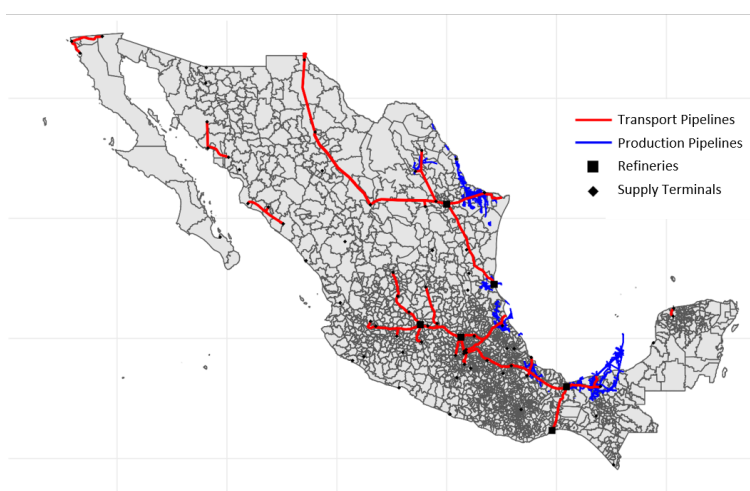 Transport Pipelines
Production Pipelines
Refineries
Supply Terminals